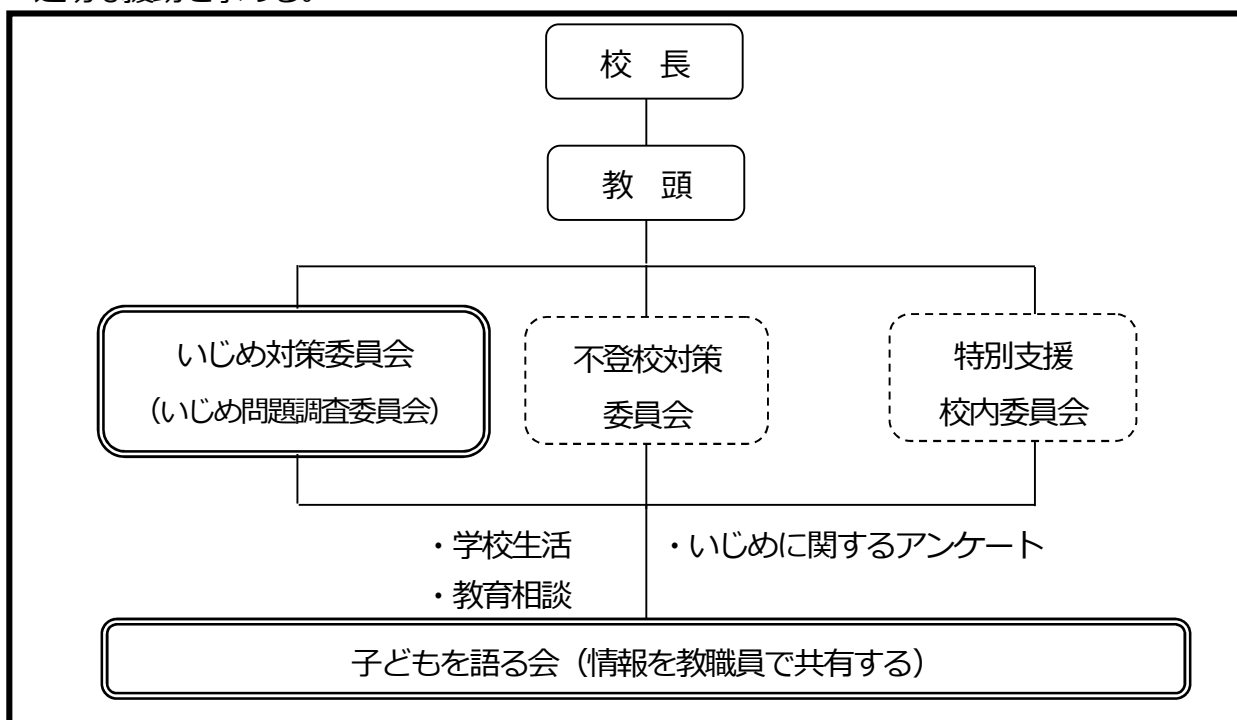 校　長
教　頭
いじめ対策委員会
（いじめ問題調査委員会）
不登校対策
委員会
特別支援
校内委員会
・学校生活
・いじめに関するアンケート
・教育相談
子どもを語る会（情報を教職員で共有する）